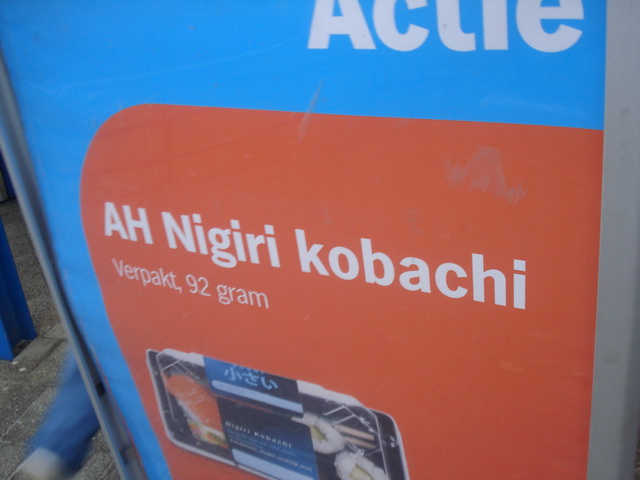 Actie
AH Nigiri kobachi
Verpakt, 92 gram
小さい
Nigiri Kobachi